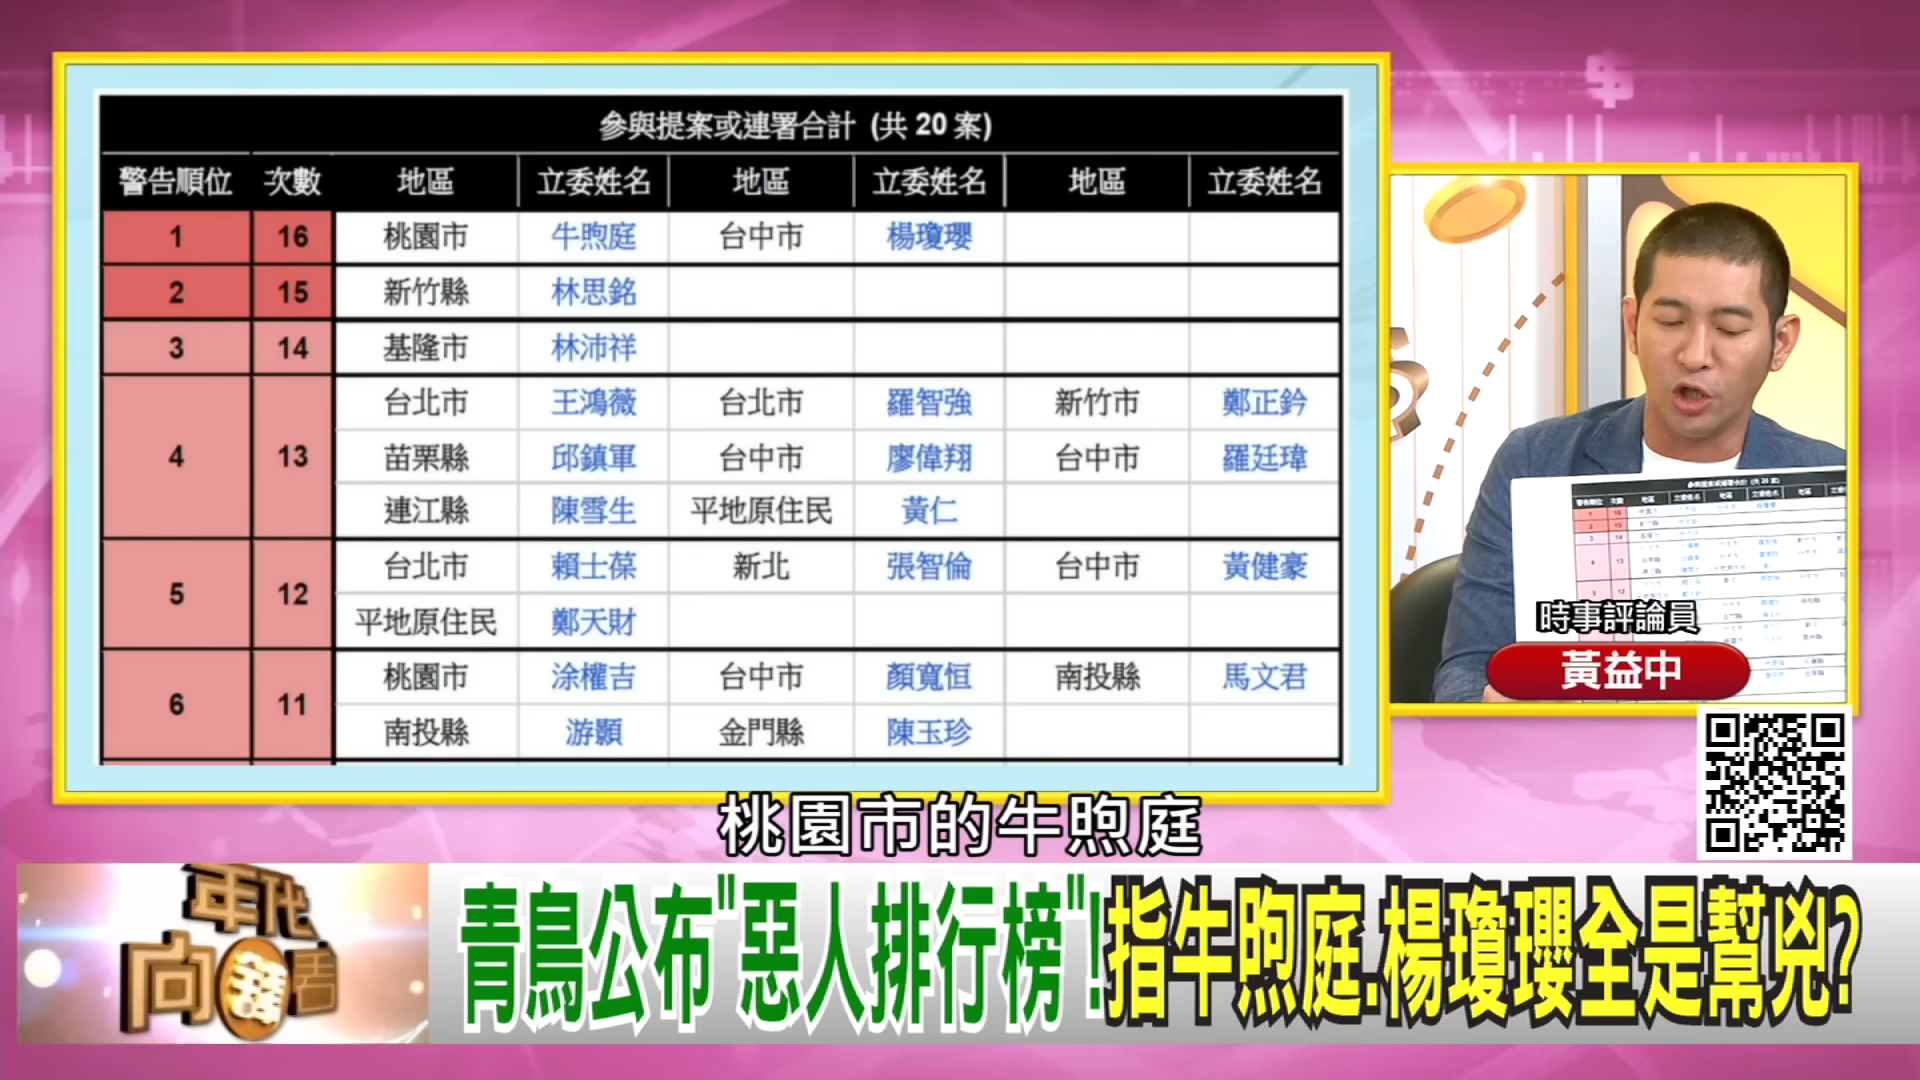 參與提案或連署合計 (共 20 案)
警告順位 次數 地區 立委姓名 地區 立委姓名 地區 立委姓名
1 16 桃園市 牛煦庭 台中市 楊瓊瓔
2 15 新竹縣 林思銘
3 14 基隆市 林沛祥
4 13 台北市 王鴻薇 台北市 羅智強 新竹市 鄭正鈐
苗栗縣 邱鎮軍 台中市 廖偉翔 台中市 羅廷瑋
連江縣 陳雪生 平地原住民 黃仁
5 12 台北市 賴士葆 新北 張智倫 台中市 黃健豪
平地原住民 鄭天財
6 11 桃園市 涂權吉 台中市 顏寬恒 南投縣 馬文君
南投縣 游顥 金門縣 陳玉珍
時事評論員
黃益中
桃園市的牛煦庭
年代
向錢看
青鳥公布"惡人排行榜"!指牛煦庭.楊瓊瓔全是幫兇?